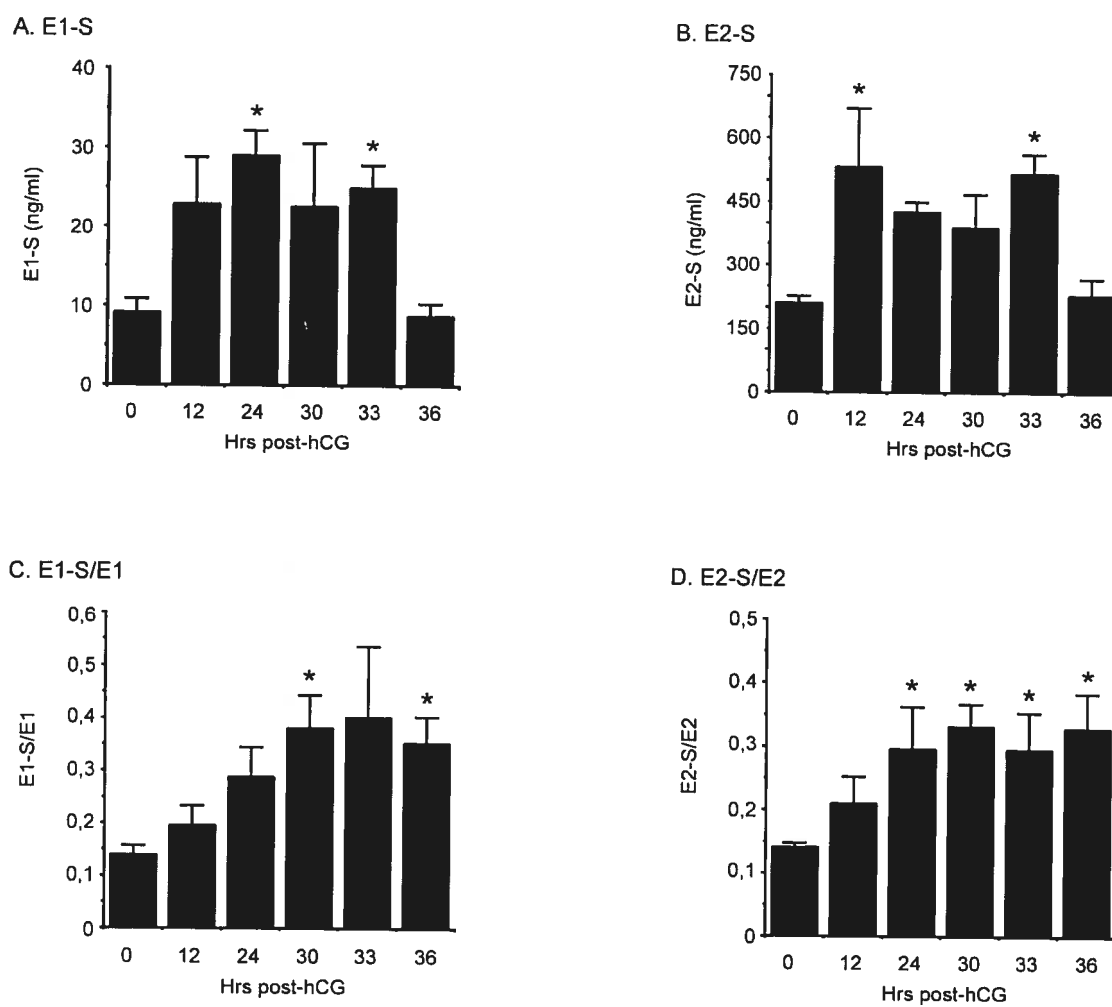 A. E1-S
E1-S (ng/ml)
40
30
20
10
0
* *
0 12 24 30 33 36
Hrs post-hCG
B. E2-S
E2-S (ng/ml)
750
600
450
300
150
0
* *
0 12 24 30 33 36
Hrs post-hCG
C. E1-S/E1
E1-S/E1
0,6
0,5
0,4
0,3
0,2
0,1
0
* *
0 12 24 30 33 36
Hrs post-hCG
D. E2-S/E2
E2-S/E2
0,5
0,4
0,3
0,2
0,1
0
* * * *
0 12 24 30 33 36
Hrs post-hCG